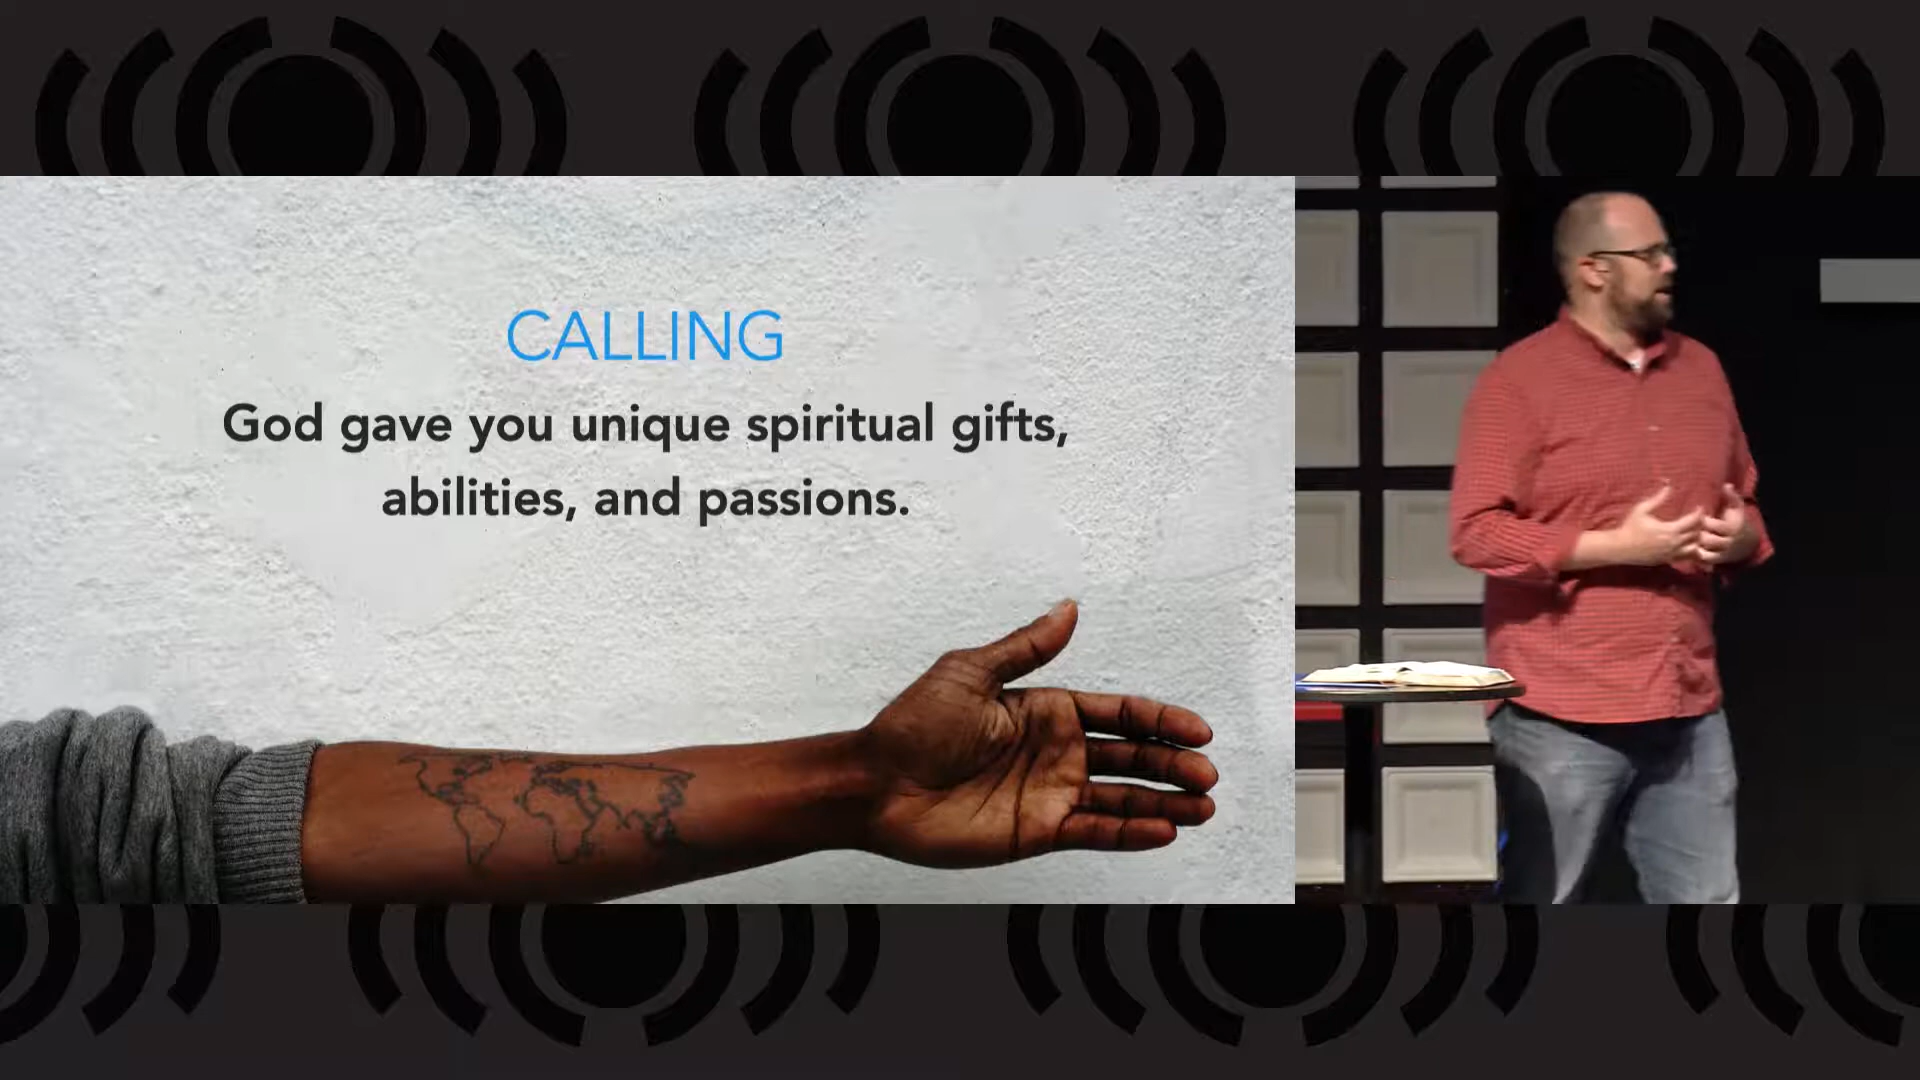 CALLING
God gave you unique spiritual gifts,
abilities, and passions.